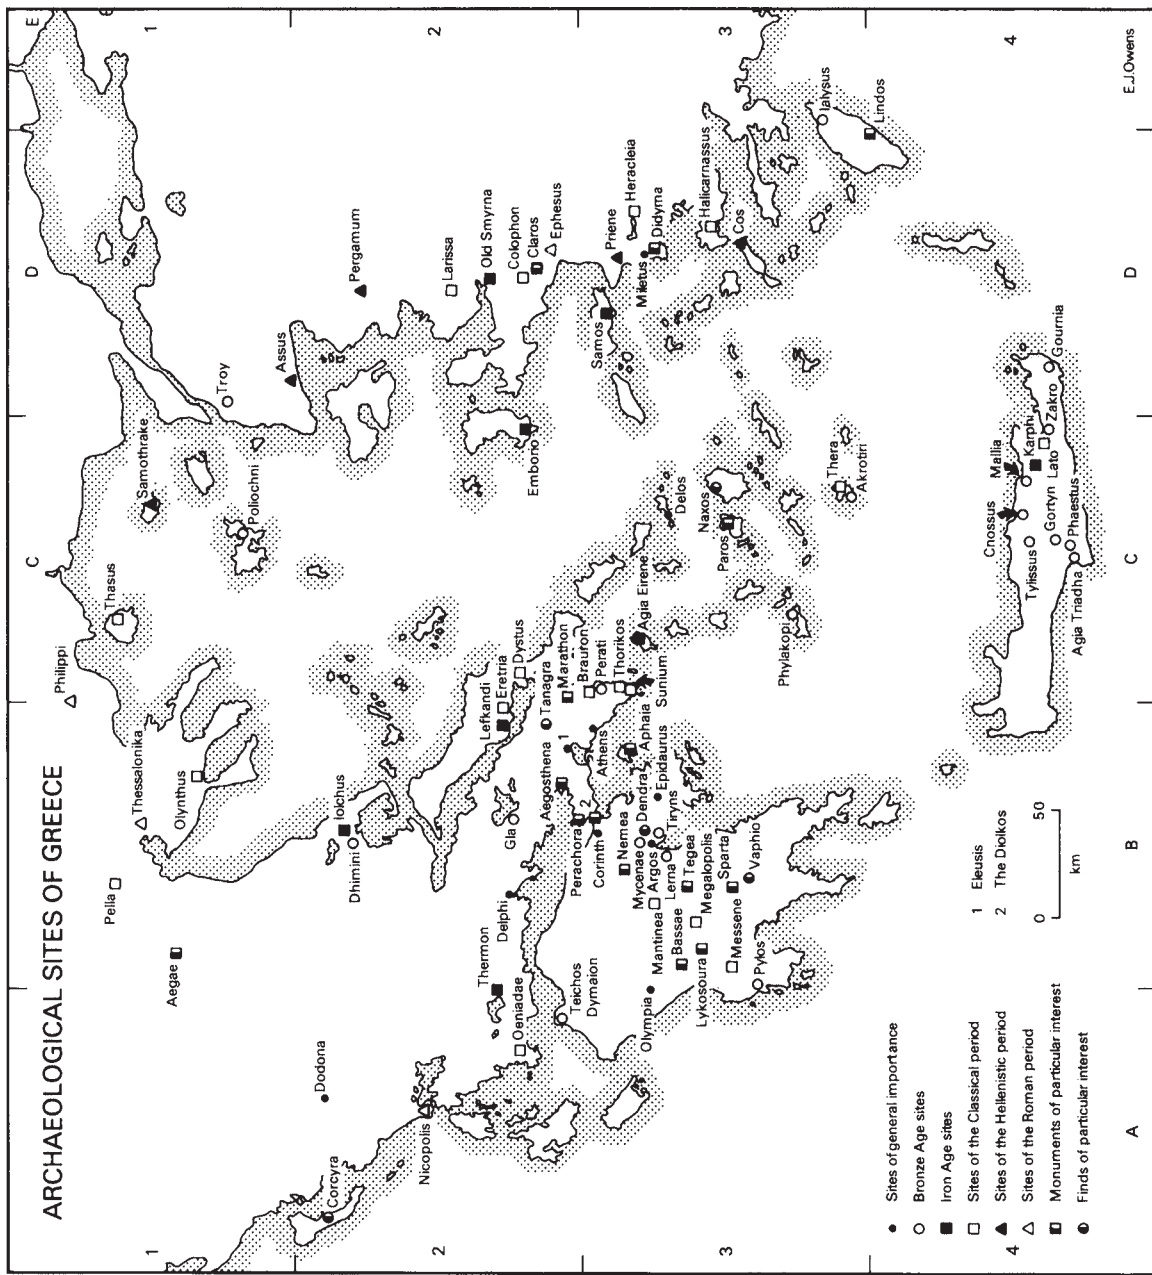 ARCHAEOLOGICAL SITES OF GREECE
A
B
C
D
E
1
2
3
4
1
2
3
4
Corcyra
Dodona
Nicopolis
Aegae
Pella
Thessalonika
Olynthus
Philippi
Thasus
Samothrake
Poliochni
Troy
Assus
Pergamum
Dhimini
Iolchus
Larissa
Old Smyrna
Colophon
Claros
Ephesus
Emborio
Oeniadae
Thermon
Delphi
Gla
Lefkandi
Eretria
Dystus
Tanagra
Aegosthena
Marathon
Brauron
Perati
Thorikos
Teichos
Dymaion
Perachora
2
1
Corinth
Athens
Nemea
Aphaia
Agia Eirene
Sunium
Delos
Samos
Priene
Heracleia
Miletus
Didyma
Halicarnassus
Cos
Ialysus
Lindos
Olympia
Mycenae
Dendra
Epidaurus
Argos
Tiryns
Lerna
Mantinea
Tegea
Bassae
Megalopolis
Lykosoura
Sparta
Messene
Vaphio
Pylos
Naxos
Paros
Phylakopi
Thera
Akrotiri
Cnossus
Mallia
Karphi
Tylissus
Gortyn
Lato
Zakro
Gournia
Phaestus
Agia Triadha
Sites of general importance
Bronze Age sites
Iron Age sites
Sites of the Classical period
Sites of the Hellenistic period
Sites of the Roman period
Monuments of particular interest
Finds of particular interest
1 Eleusis
2 The Diolkos
0 50
km
E.J.Owens